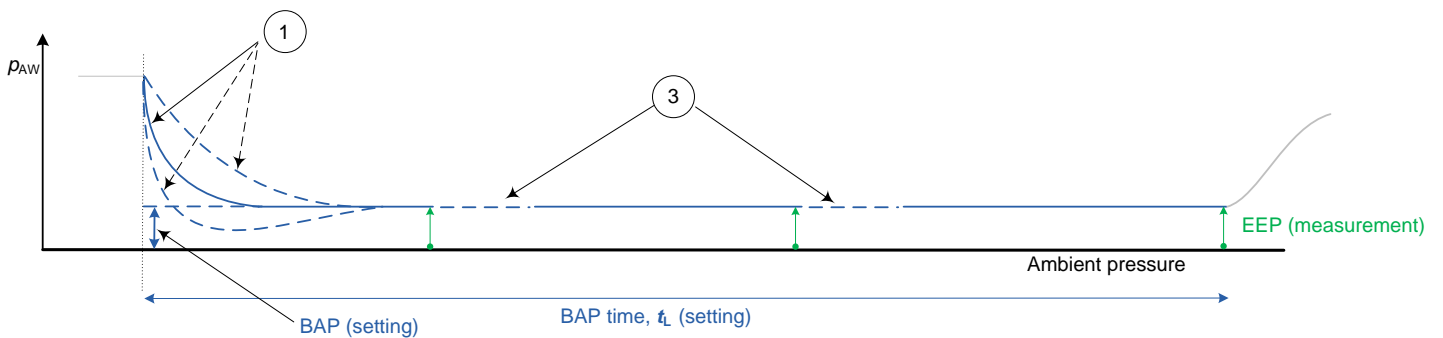 1
pAW
3
EEP (measurement)
Ambient pressure
BAP time, tL (setting)
BAP (setting)